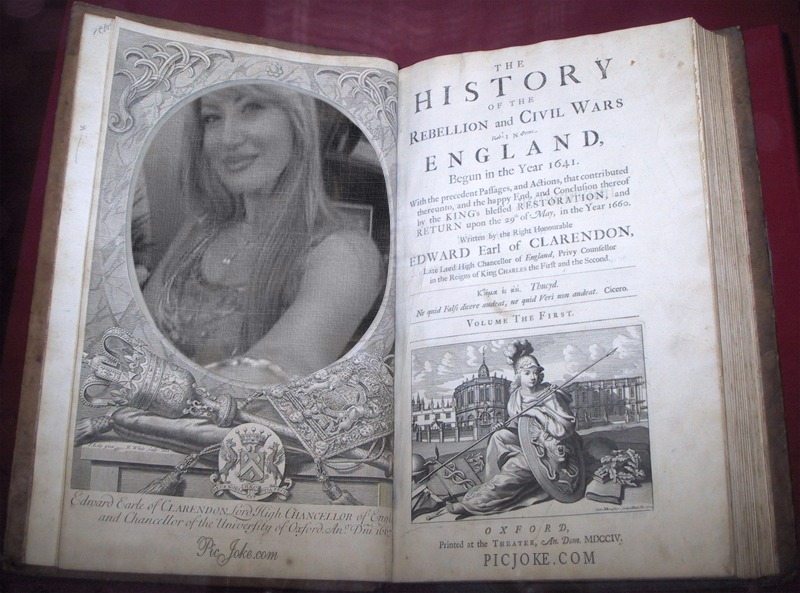 Edward Earle of CLARENDON, Lord High CHANCELLOR of Engl
and Chancellor of the University of Oxford. An.o Dni
PicJoke.com
THE
HISTORY
OF THE
REBELLION and CIVIL WARS
IN
ENGLAND,
Begun in the Year 1641.
With the precedent Paſſages, and Actions, that contributed
thereunto, and the happy End, and Concluſion thereof
by the KING's bleſſed RESTORATION, and
RETURN upon the 29th of May, in the Year 1660.
Written by the Right Honourable
EDWARD Earl of CLARENDON,
Late Lord High Chancellor of England, Privy Counſellor
in the Reigns of King CHARLES the Firſt and the Second.
Thucyd.
Ne quid Falſi dicere audeat, ne quid Veri non audeat. Cicero.
VOLUME THE FIRST.
OXFORD,
Printed at the THEATER, An. Dom. MDCCIV.
PICJOKE.COM